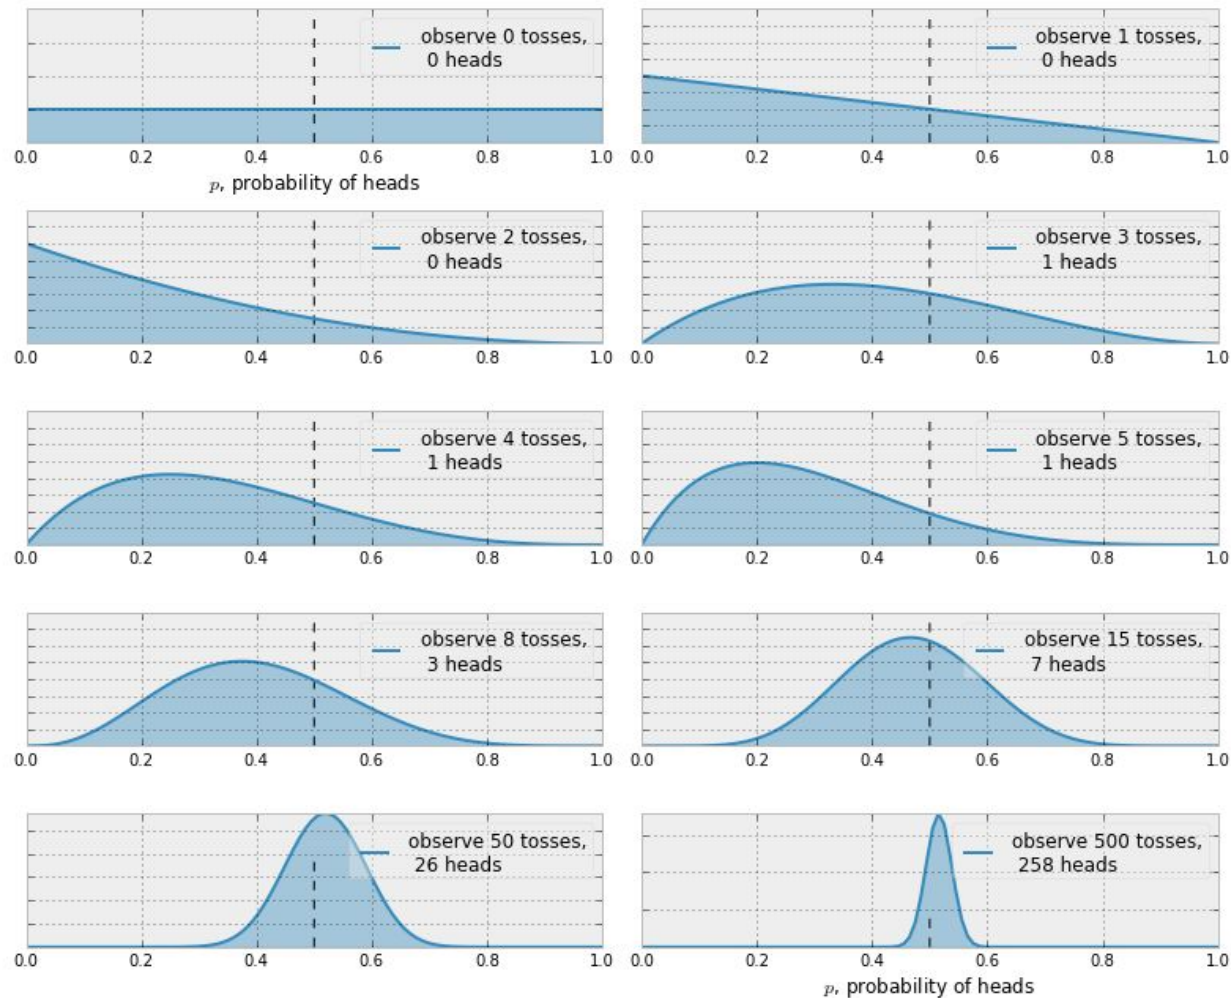 observe 0 tosses,
0 heads
0.0 0.2 0.4 0.6 0.8 1.0
p, probability of heads
observe 1 tosses,
0 heads
0.0 0.2 0.4 0.6 0.8 1.0
observe 2 tosses,
0 heads
0.0 0.2 0.4 0.6 0.8 1.0
observe 3 tosses,
1 heads
0.0 0.2 0.4 0.6 0.8 1.0
observe 4 tosses,
1 heads
0.0 0.2 0.4 0.6 0.8 1.0
observe 5 tosses,
1 heads
0.0 0.2 0.4 0.6 0.8 1.0
observe 8 tosses,
3 heads
0.0 0.2 0.4 0.6 0.8 1.0
observe 15 tosses,
7 heads
0.0 0.2 0.4 0.6 0.8 1.0
observe 50 tosses,
26 heads
0.0 0.2 0.4 0.6 0.8 1.0
observe 500 tosses,
258 heads
0.0 0.2 0.4 0.6 0.8 1.0
p, probability of heads